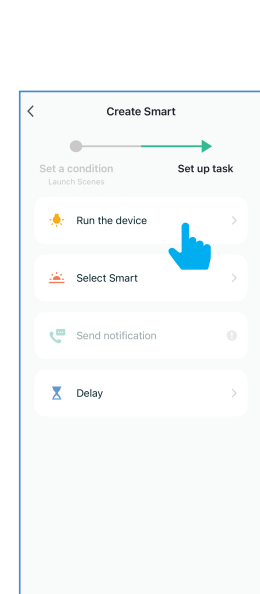 Create Smart
Set a condition
Set up task
Launch Scenes
Run the device
Select Smart
Send notification
Delay